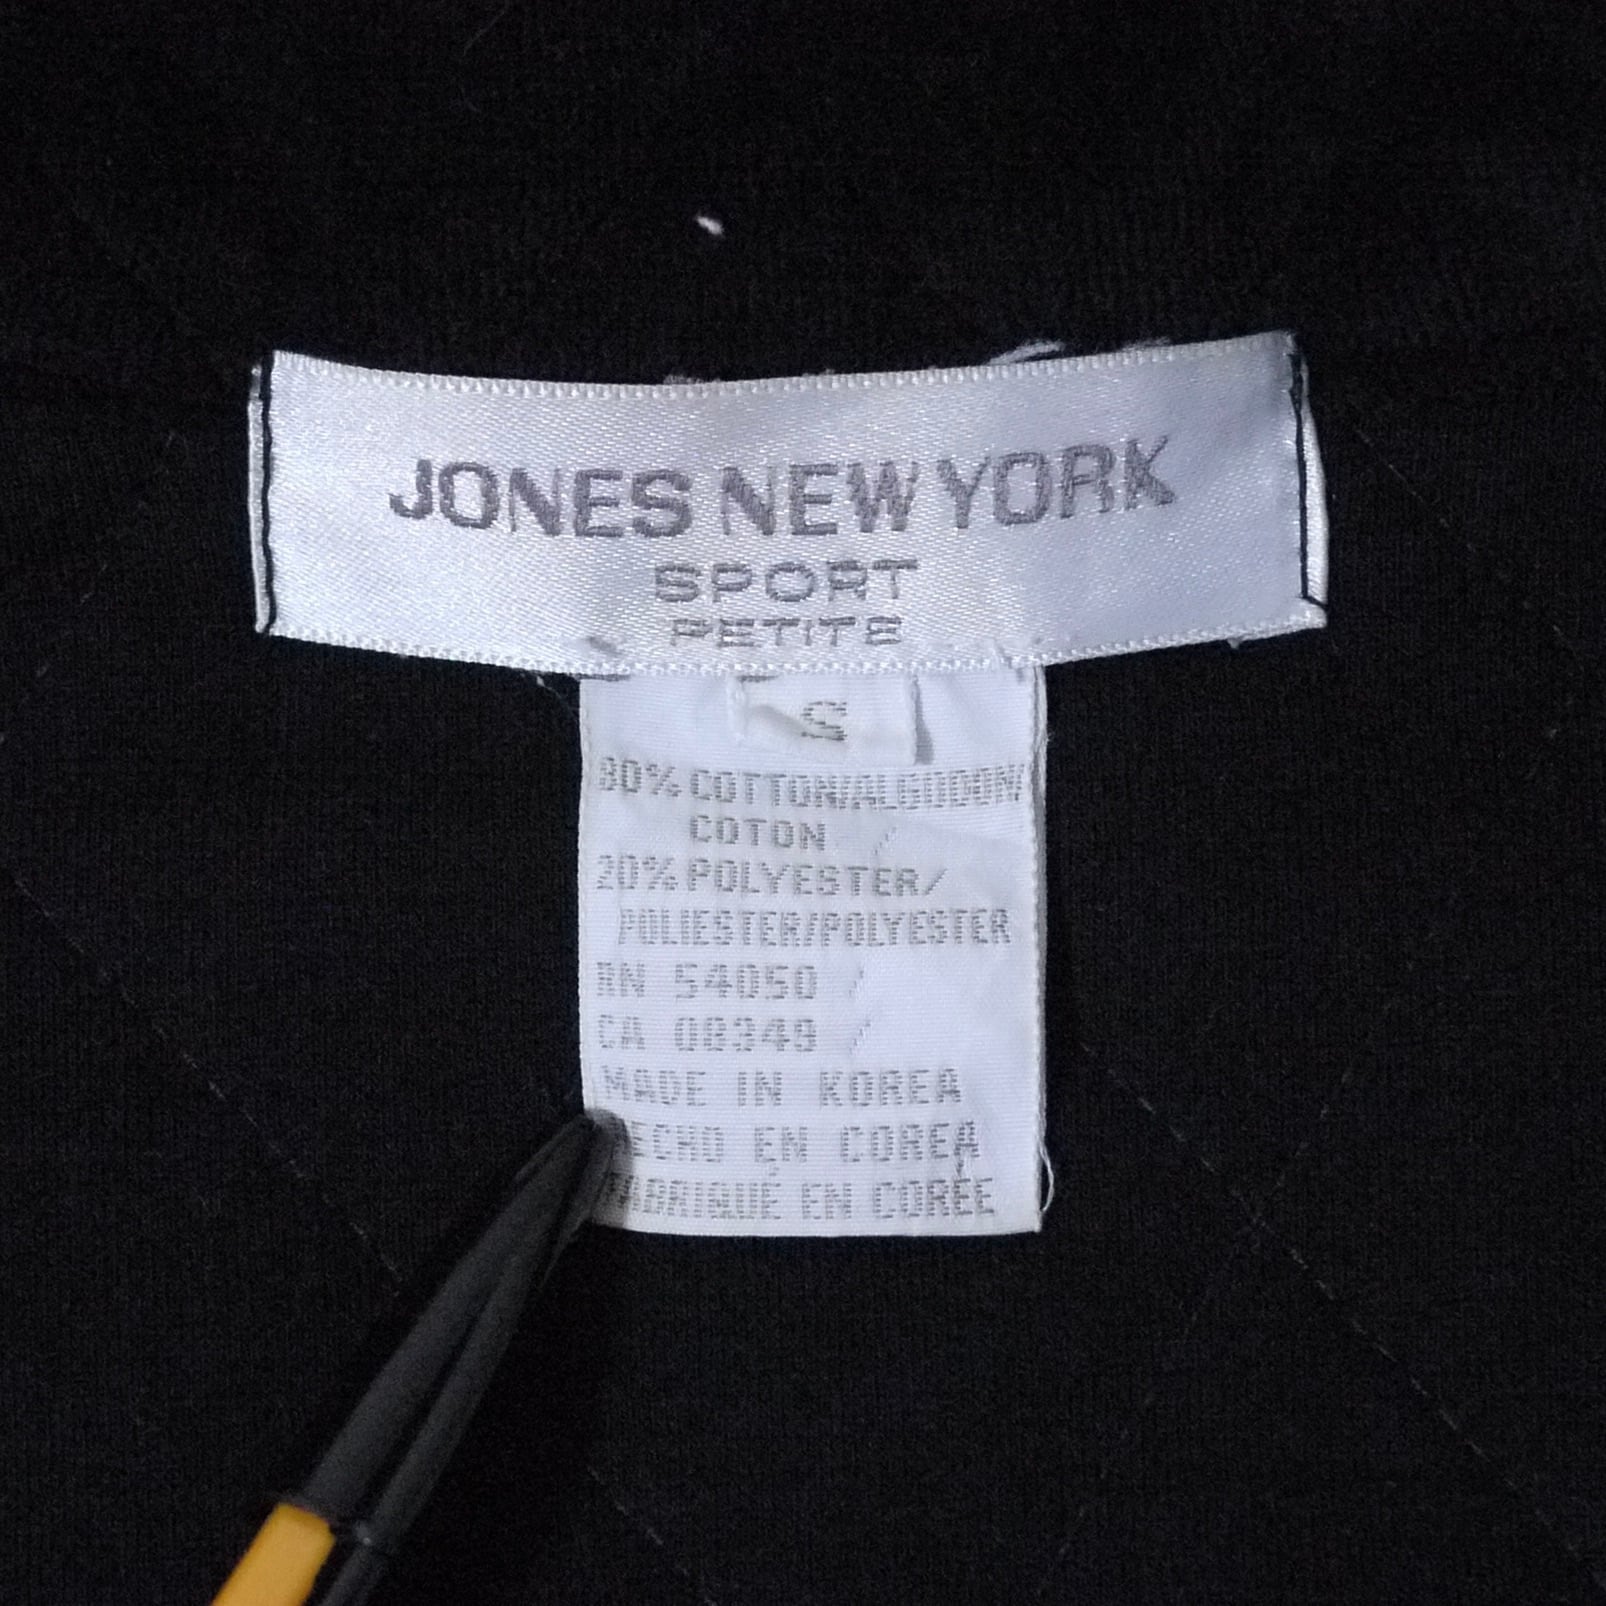 JONES NEW YORK
SPORT
PETITE
S
80% COTTON/ALGODON/
COTON
20% POLYESTER/
POLIESTER/POLYESTER
RN 54050
CA 08349
MADE IN KOREA
ECHO EN COREA
FABRIQUÉ EN CORÉE